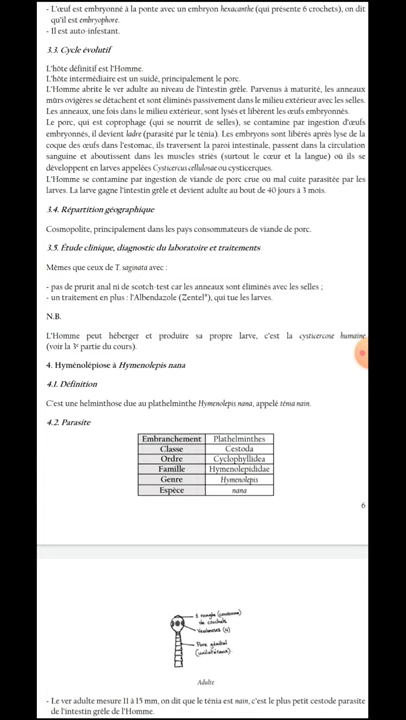 - L'œuf est embryonné à la ponte avec un embryon hexacanthe (qui présente 6 crochets), on dit
qu'il est embryophore.
- Il est auto-infestant.
3.3. Cycle évolutif
L'hôte définitif est l'Homme.
L'hôte intermédiaire est un suidé, principalement le porc.
L'Homme abrite le ver adulte au niveau de l'intestin grêle. Parvenus à maturité, les anneaux
mûrs ovigères se détachent et sont éliminés passivement dans le milieu extérieur avec les selles.
Les anneaux, une fois dans le milieu extérieur, sont lysés et libèrent les œufs embryonnés.
Le porc, qui est coprophage (qui se nourrit de selles), se contamine par ingestion d'œufs
embryonnés, il devient ladre (parasité par le ténia). Les embryons sont libérés après lyse de la
coque des œufs dans l'estomac, ils traversent la paroi intestinale, passent dans la circulation
sanguine et aboutissent dans les muscles striés (surtout le cœur et la langue) où ils se
développent en larves appelées Cysticercus cellulosae ou cysticerques.
L'Homme se contamine par ingestion de viande de porc crue ou mal cuite parasitée par les
larves. La larve gagne l'intestin grêle et devient adulte au bout de 40 jours à 3 mois.
3.4. Répartition géographique
Cosmopolite, principalement dans les pays consommateurs de viande de porc.
3.5. Étude clinique, diagnostic du laboratoire et traitements
Mêmes que ceux de T. saginata avec :
- pas de prurit anal ni de scotch-test car les anneaux sont éliminés avec les selles ;
- un traitement en plus : l'Albendazole (Zentel®), qui tue les larves.
N.B.
L'Homme peut héberger et produire sa propre larve, c'est la cysticercose humaine
(voir la 3e partie du cours).
4. Hyménolépiose à Hymenolepis nana
4.1. Définition
C'est une helminthose due au plathelminthe Hymenolepis nana, appelé ténia nain.
4.2. Parasite
Embranchement Plathelminthes
Classe Cestoda
Ordre Cyclophyllidea
Famille Hymenolepididae
Genre Hymenolepis
Espèce nana
6
1 rangée (couronne)
de crochets
Ventouses (4)
Pore génital
(unilatéraux)
Adulte
- Le ver adulte mesure 11 à 15 mm, on dit que le ténia est nain, c'est le plus petit cestode parasite
de l'intestin grêle de l'Homme.